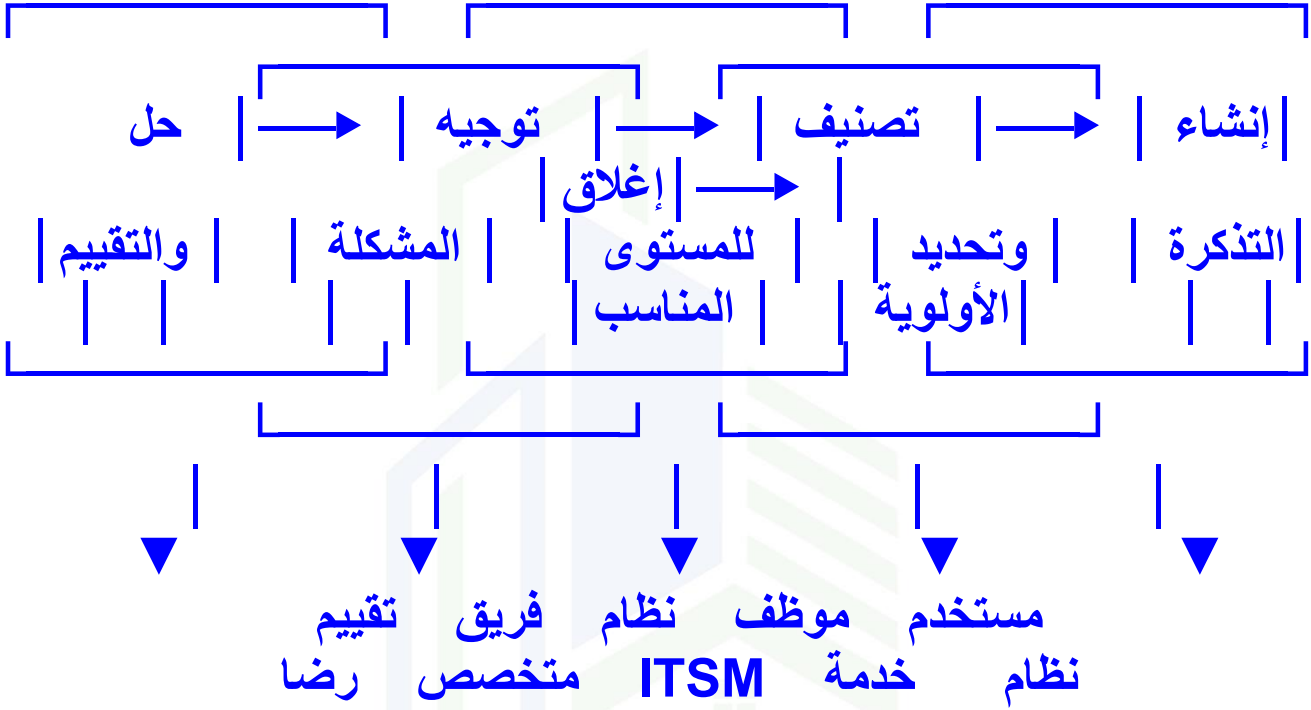 إنشاء تصنيف توجيه حل
إغلاق
التذكرة وتحديد للمستوى المشكلة والتقييم
الأولوية المناسب
مستخدم موظف نظام فريق تقييم
نظام خدمة ITSM متخصص رضا